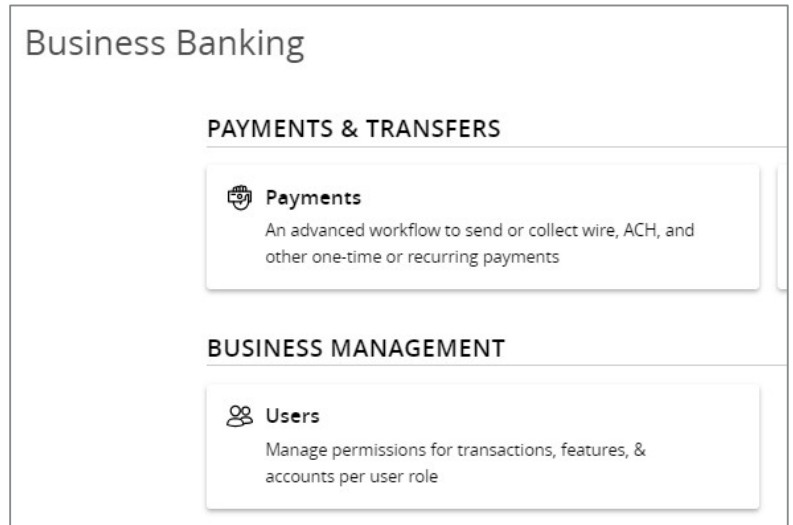 Business Banking
PAYMENTS & TRANSFERS
Payments
An advanced workflow to send or collect wire, ACH, and
other one-time or recurring payments
BUSINESS MANAGEMENT
Users
Manage permissions for transactions, features, &
accounts per user role